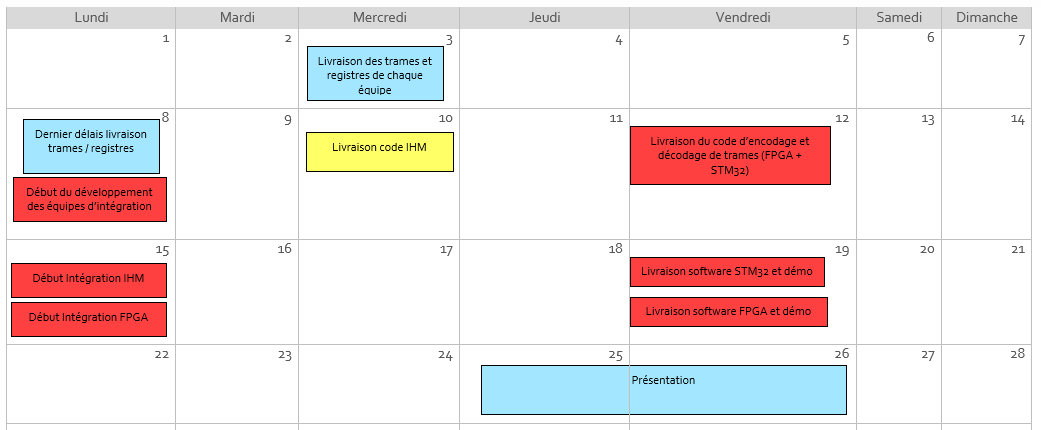 Lundi Mardi Mercredi Jeudi Vendredi Samedi Dimanche
1 2 3 4 5 6 7
Livraison des trames et
registres de chaque
équipe
8 9 10 11 12 13 14
Dernier délais livraison
trames / registres
Début du développement
des équipes d'intégration
Livraison code IHM
Livraison du code d'encodage et
décodage de trames (FPGA +
STM32)
15 16 17 18 19 20 21
Début Intégration IHM
Début Intégration FPGA
Livraison software STM32 et démo
Livraison software FPGA et démo
22 23 24 25 26 27 28
Présentation